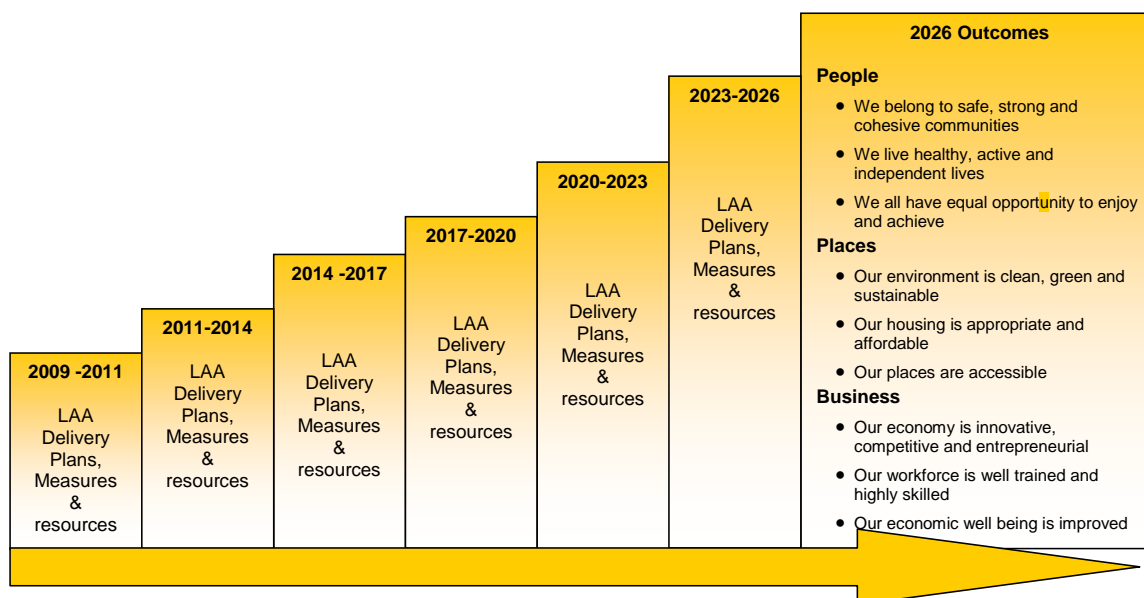 2009 -2011
LAA
Delivery
Plans,
Measures
&
resources
2011-2014
LAA
Delivery
Plans,
Measures
&
resources
2014 -2017
LAA
Delivery
Plans,
Measures
&
resources
2017-2020
LAA
Delivery
Plans,
Measures
&
resources
2020-2023
LAA
Delivery
Plans,
Measures
&
resources
2023-2026
LAA
Delivery
Plans,
Measures
&
resources
2026 Outcomes
People
• We belong to safe, strong and
cohesive communities
• We live healthy, active and
independent lives
• We all have equal opportunity to enjoy
and achieve
Places
• Our environment is clean, green and
sustainable
• Our housing is appropriate and
affordable
• Our places are accessible
Business
• Our economy is innovative,
competitive and entrepreneurial
• Our workforce is well trained and
highly skilled
• Our economic well being is improved